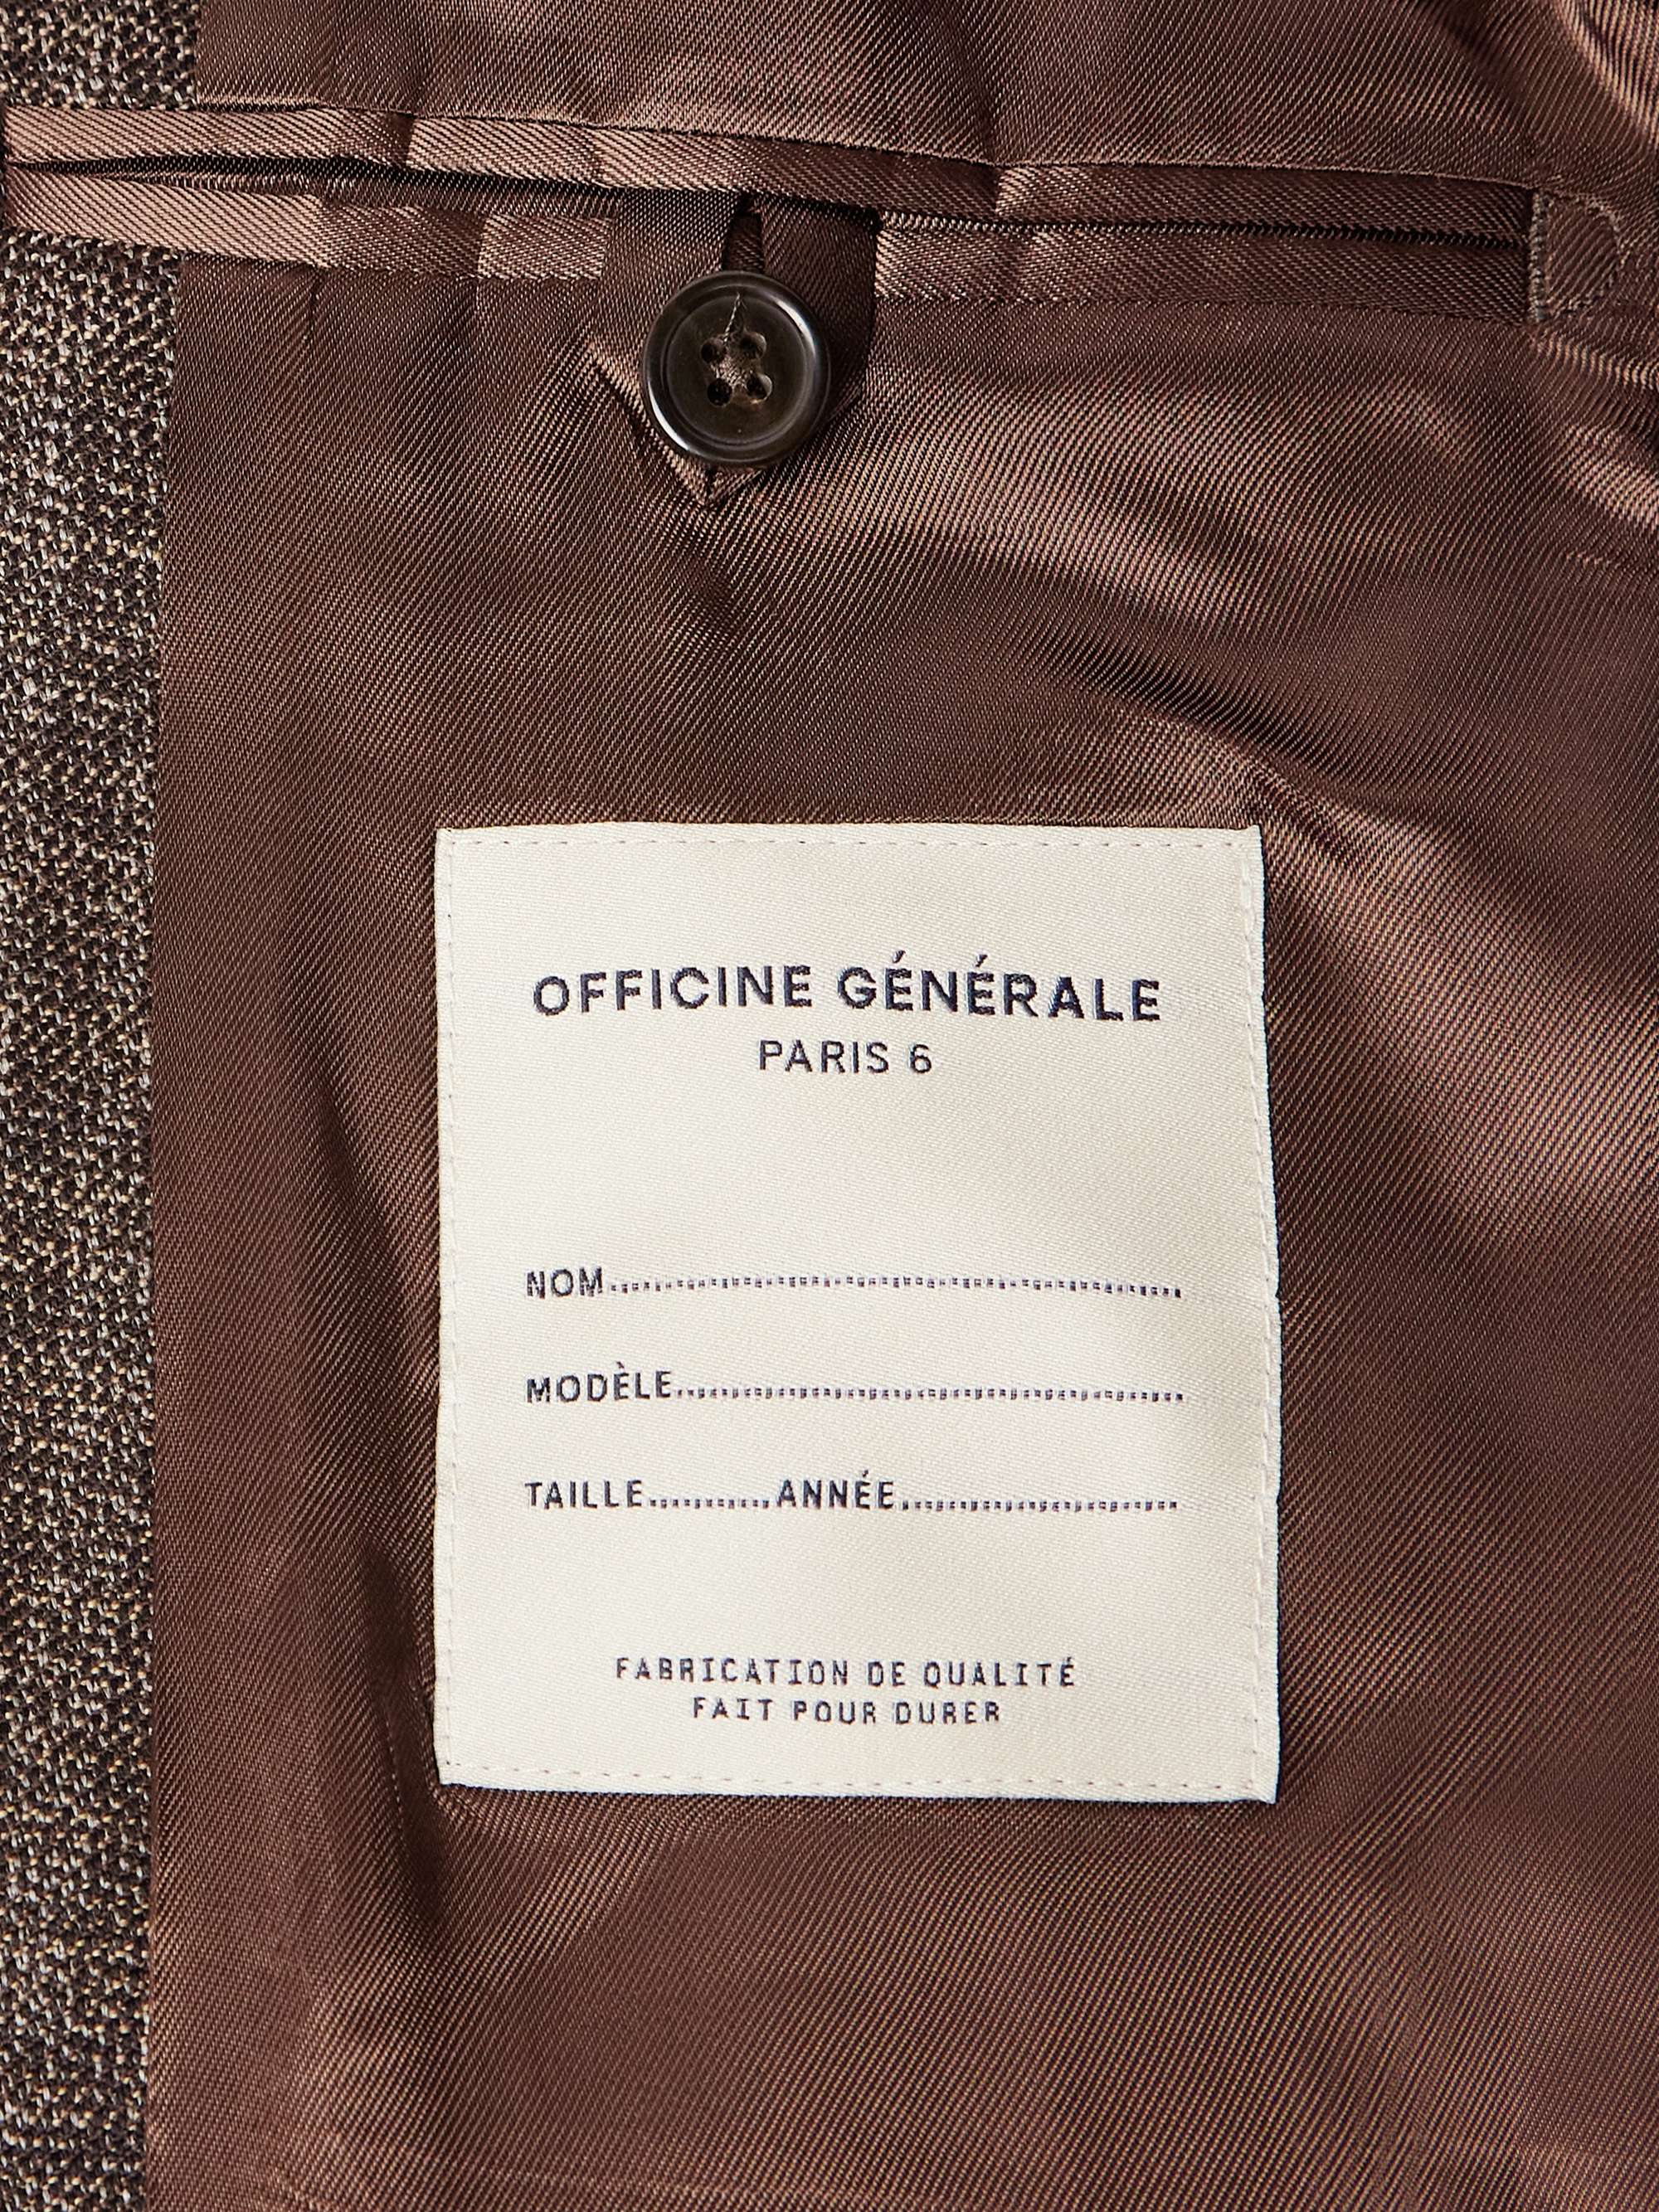 OFFICINE GÉNÉRALE
PARIS 6
NOM..........................................................
MODÈLE..................................................
TAILLE............ANNÉE............................
FABRICATION DE QUALITÉ
FAIT POUR DURER